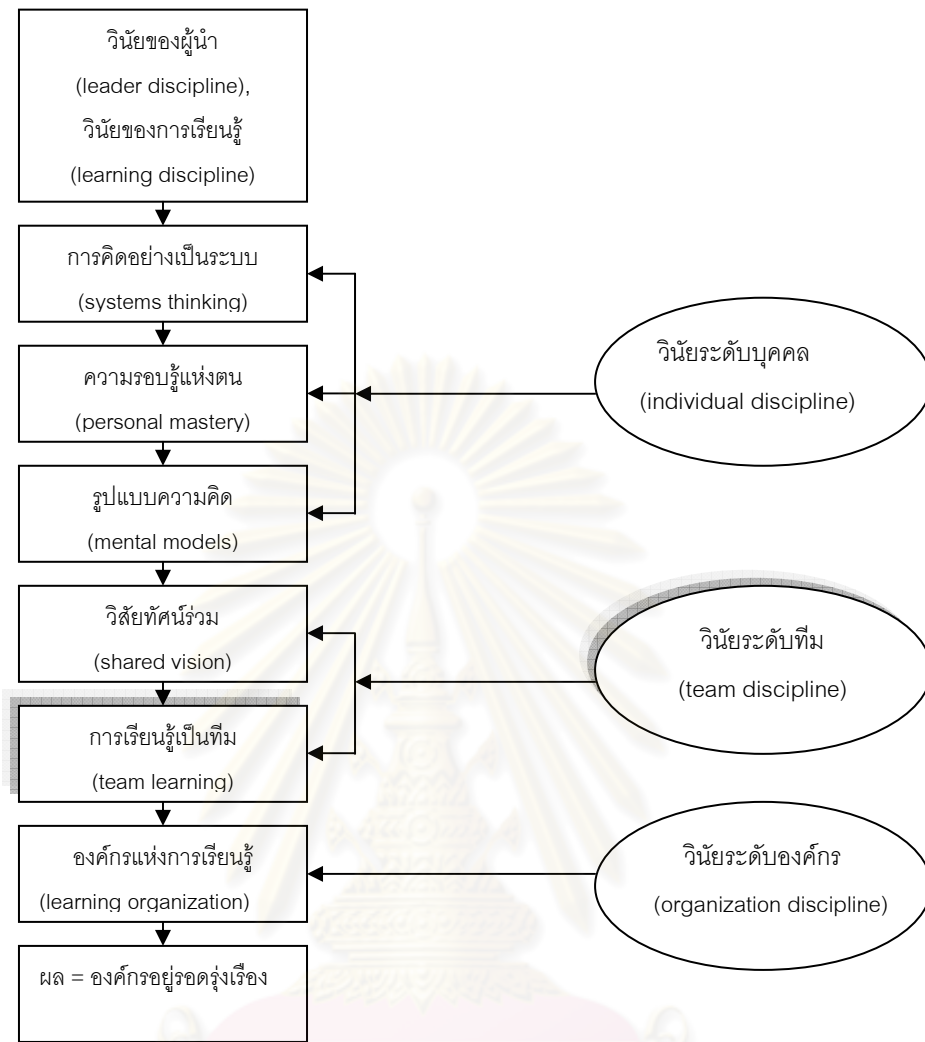 วินัยของผู้นำ
(leader discipline),
วินัยของการเรียนรู้
(learning discipline)
การคิดอย่างเป็นระบบ
(systems thinking)
ความรอบรู้แห่งตน
(personal mastery)
รูปแบบความคิด
(mental models)
วิสัยทัศน์ร่วม
(shared vision)
การเรียนรู้เป็นทีม
(team learning)
องค์กรแห่งการเรียนรู้
(learning organization)
ผล = องค์กรอยู่รอดรุ่งเรือง
วินัยระดับบุคคล
(individual discipline)
วินัยระดับทีม
(team discipline)
วินัยระดับองค์กร
(organization discipline)